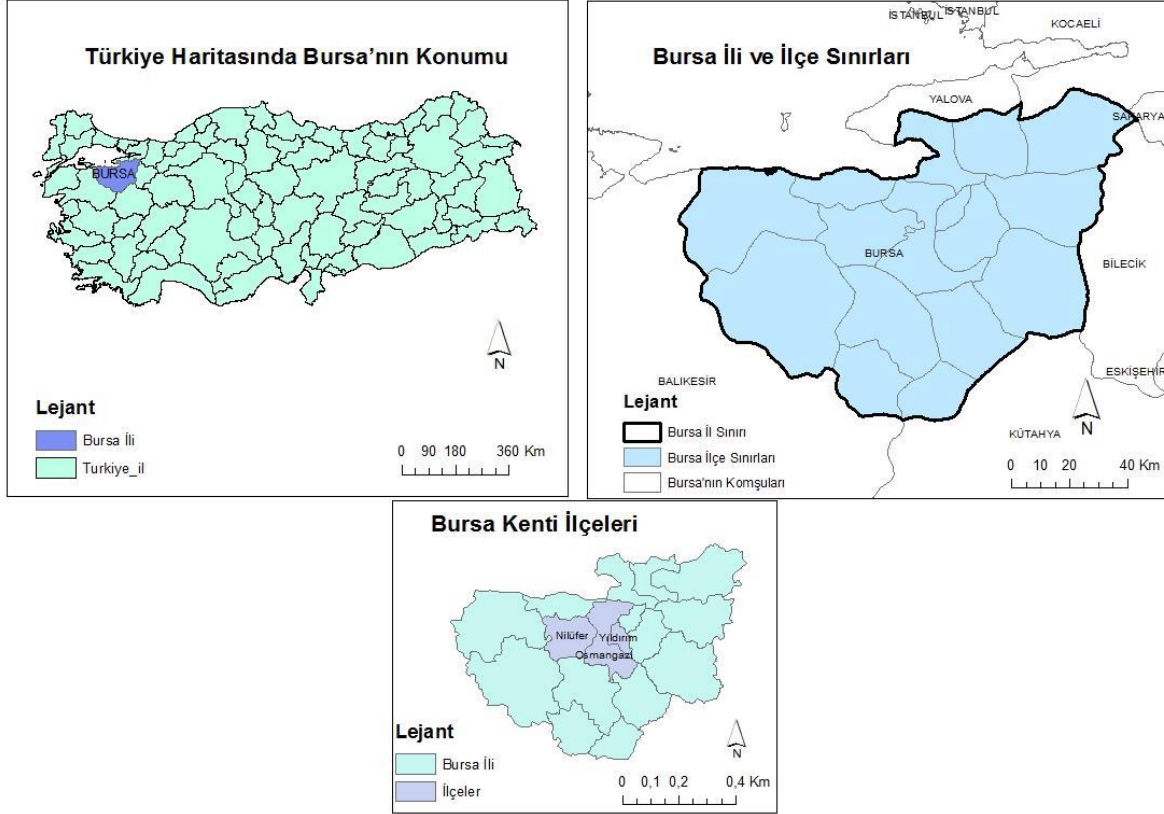 Türkiye Haritasında Bursa'nın Konumu
BURSA
N
Lejant
Bursa İli
Turkiye_il
0 90 180 360 Km
İSTANBUL İSTANBUL
KOCAELİ
Bursa İli ve İlçe Sınırları
YALOVA
SAKARYA
BURSA
BİLECİK
ESKİŞEHİR
BALIKESİR
KÜTAHYA
N
Lejant
Bursa İl Sınırı
Bursa İlçe Sınırları
Bursa'nın Komşuları
0 10 20 40 Km
Bursa Kenti İlçeleri
Nilüfer Yıldırım
Osmangazi
N
Lejant
Bursa İli
İlçeler
0 0,1 0,2 0,4 Km